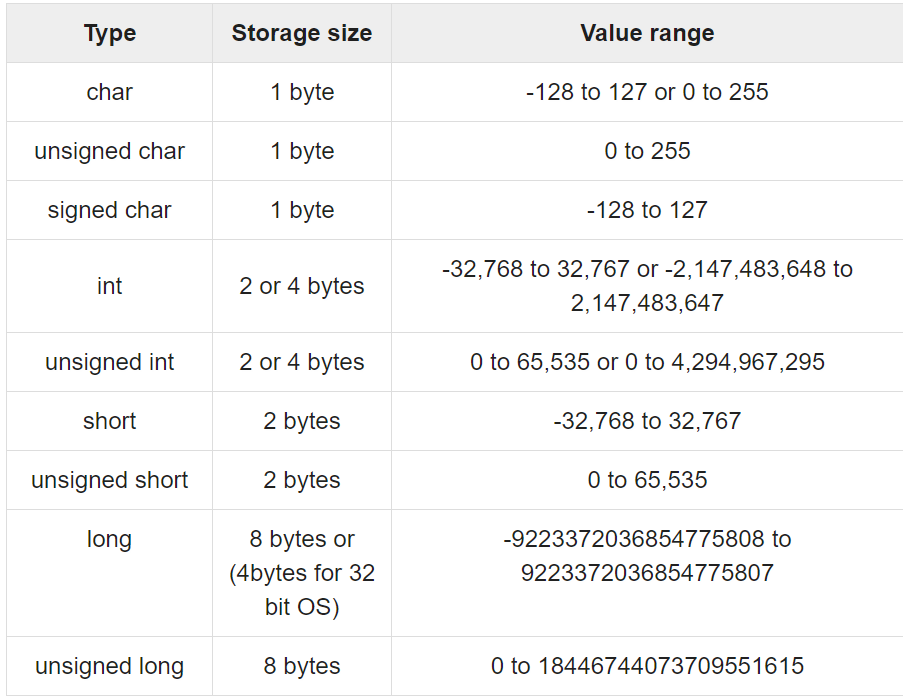 Type Storage size Value range
char 1 byte -128 to 127 or 0 to 255
unsigned char 1 byte 0 to 255
signed char 1 byte -128 to 127
int 2 or 4 bytes -32,768 to 32,767 or -2,147,483,648 to
2,147,483,647
unsigned int 2 or 4 bytes 0 to 65,535 or 0 to 4,294,967,295
short 2 bytes -32,768 to 32,767
unsigned short 2 bytes 0 to 65,535
long 8 bytes or -9223372036854775808 to
(4bytes for 32 9223372036854775807
bit OS)
unsigned long 8 bytes 0 to 18446744073709551615